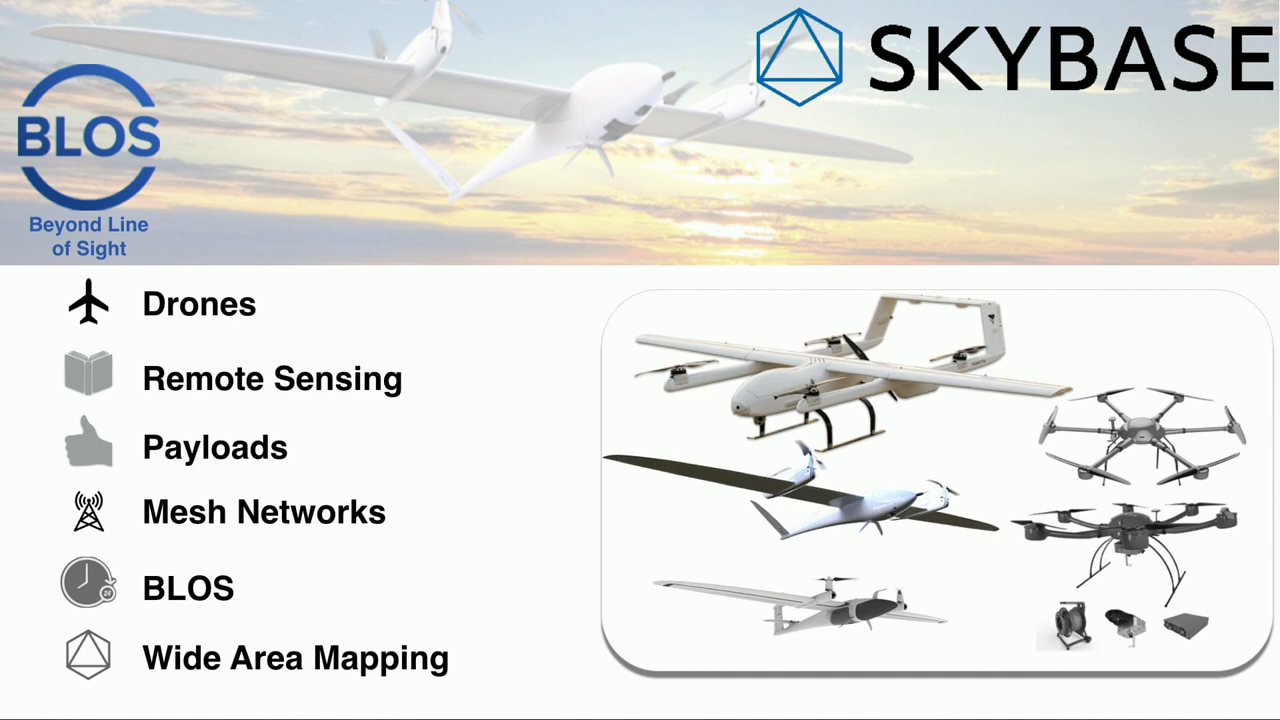 SKYBASE
BLOS
Beyond Line
of Sight
Drones
Remote Sensing
Payloads
Mesh Networks
BLOS
Wide Area Mapping